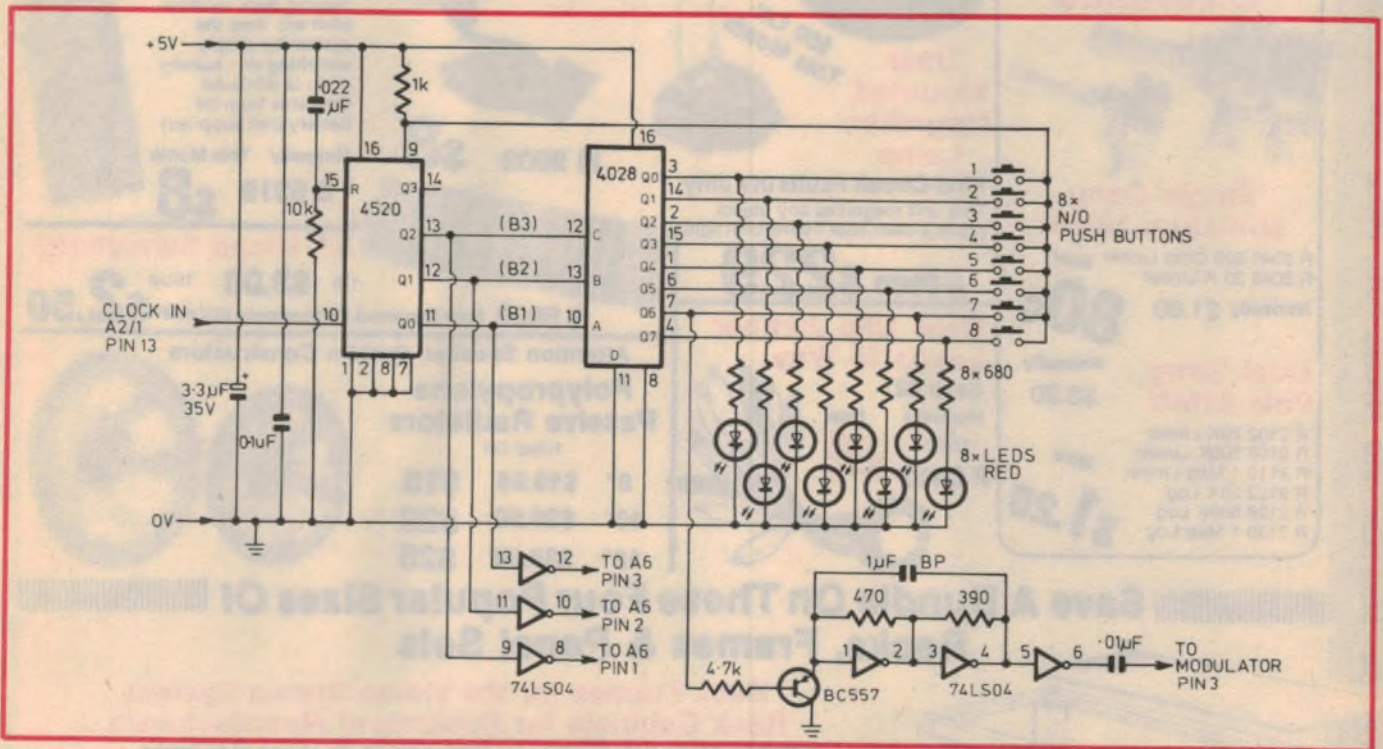 +5V
·022
µF
1k
16
9
15
R
10k
4520
Q3
14
Q2
13
Q1
12
Q0
11
CLOCK IN
A2/1
PIN 13
10
1
2
8
7
3·3µF
35V
+
0·1µF
0V
(B3)
(B2)
(B1)
16
4028
12
C
13
B
10
A
D
11
8
Q0
3
Q1
14
Q2
2
Q3
15
Q4
1
Q5
6
Q6
7
Q7
4
1
2
3
4
5
6
7
8
8×
N/O
PUSH BUTTONS
8×680
8×LEDS
RED
13
12
TO A6
PIN 3
11
10
TO A6
PIN 2
9
8
TO A6
PIN 1
74LS04
1µF
BP
470
390
4·7k
BC557
1
2
3
4
5
6
74LS04
·01µF
TO
MODULATOR
PIN 3